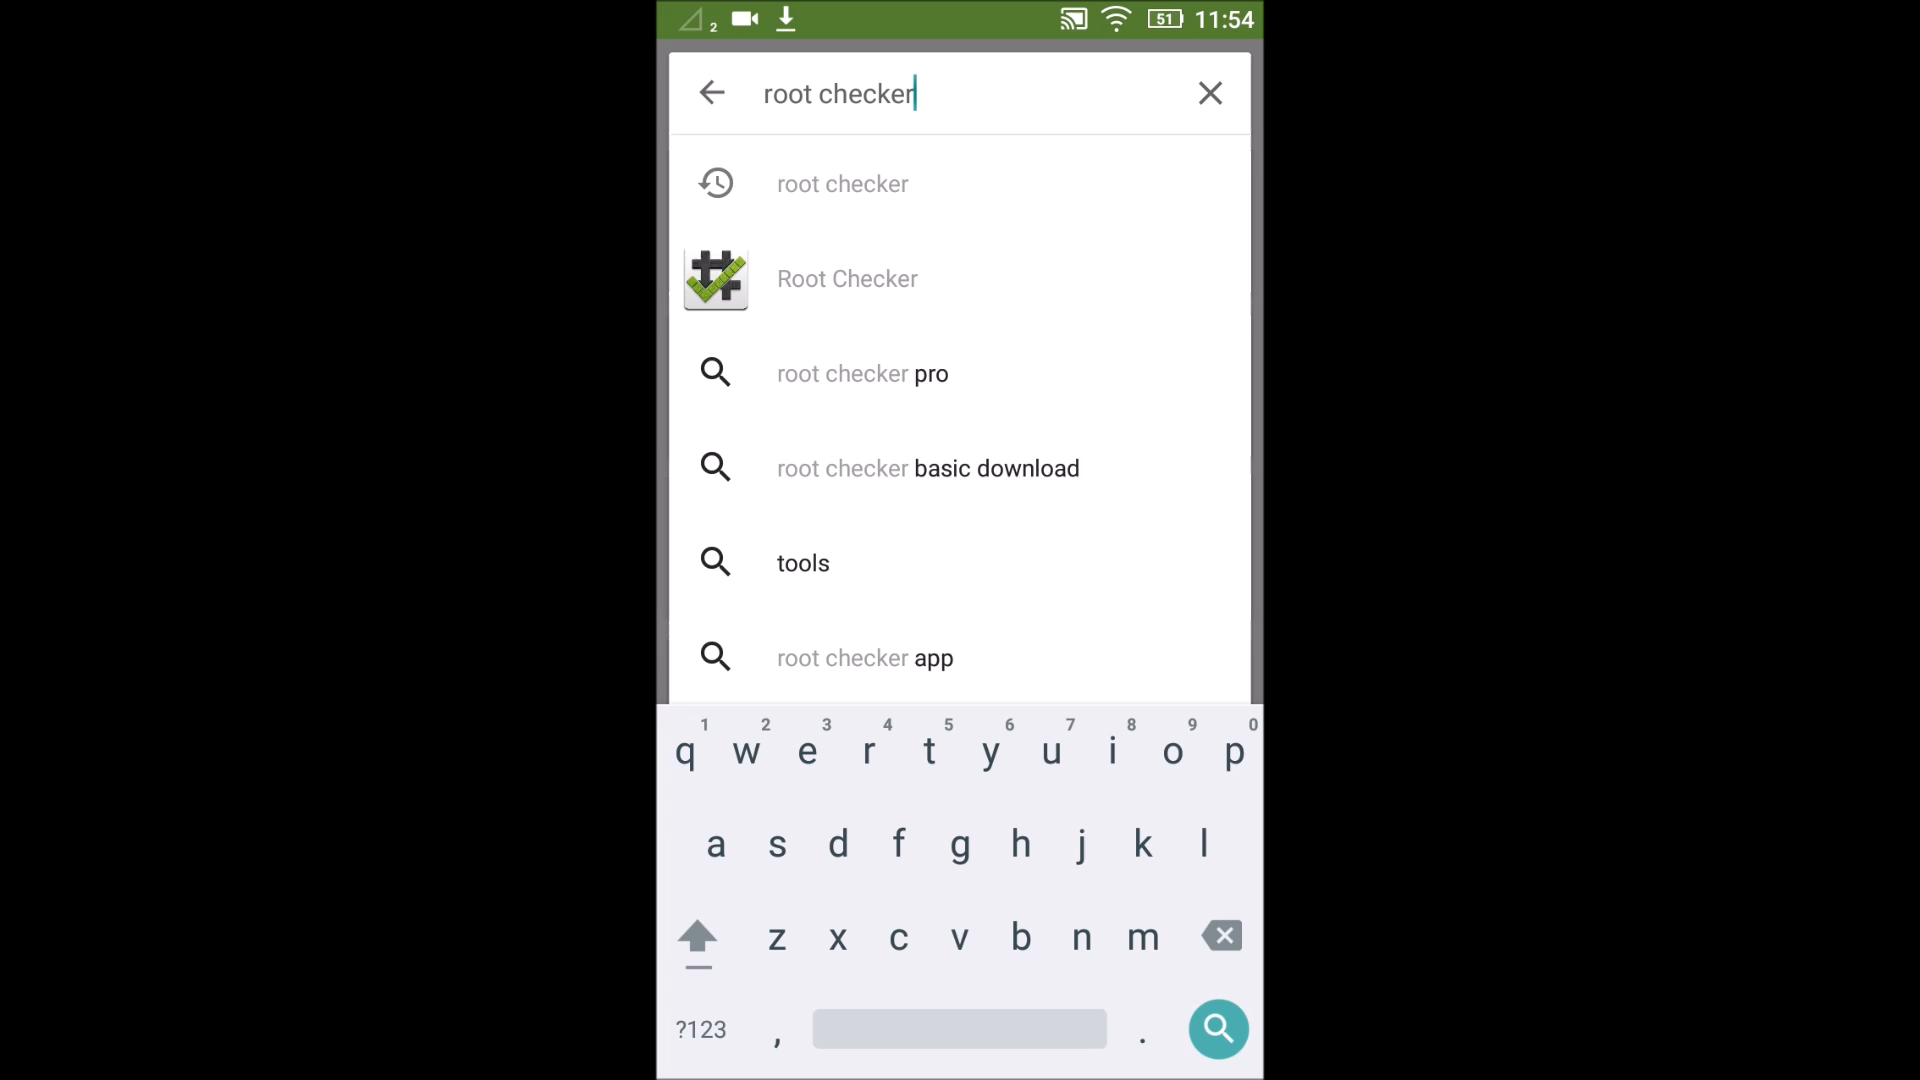 2 51 11:54
root checker
root checker
Root Checker
root checker pro
root checker basic download
tools
root checker app
1 2 3 4 5 6 7 8 9 0
q w e r t y u i o p
a s d f g h j k l
z x c v b n m
?123 , .